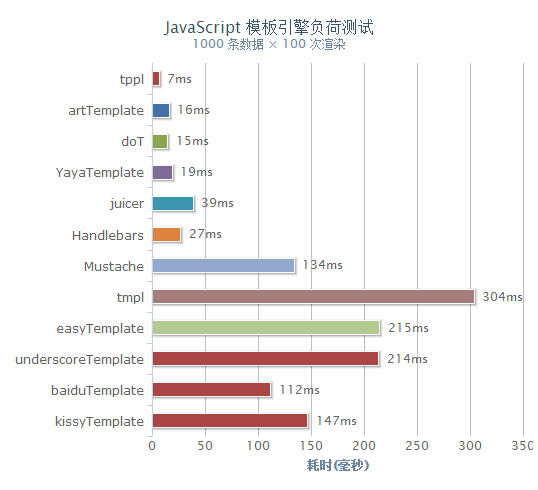 JavaScript 模板引擎负荷测试
1000 条数据 × 100 次渲染
tppl 7ms
artTemplate 16ms
doT 15ms
YayaTemplate 19ms
juicer 39ms
Handlebars 27ms
Mustache 134ms
tmpl 304ms
easyTemplate 215ms
underscoreTemplate 214ms
baiduTemplate 112ms
kissyTemplate 147ms
0 50 100 150 200 250 300 350
耗时(毫秒)